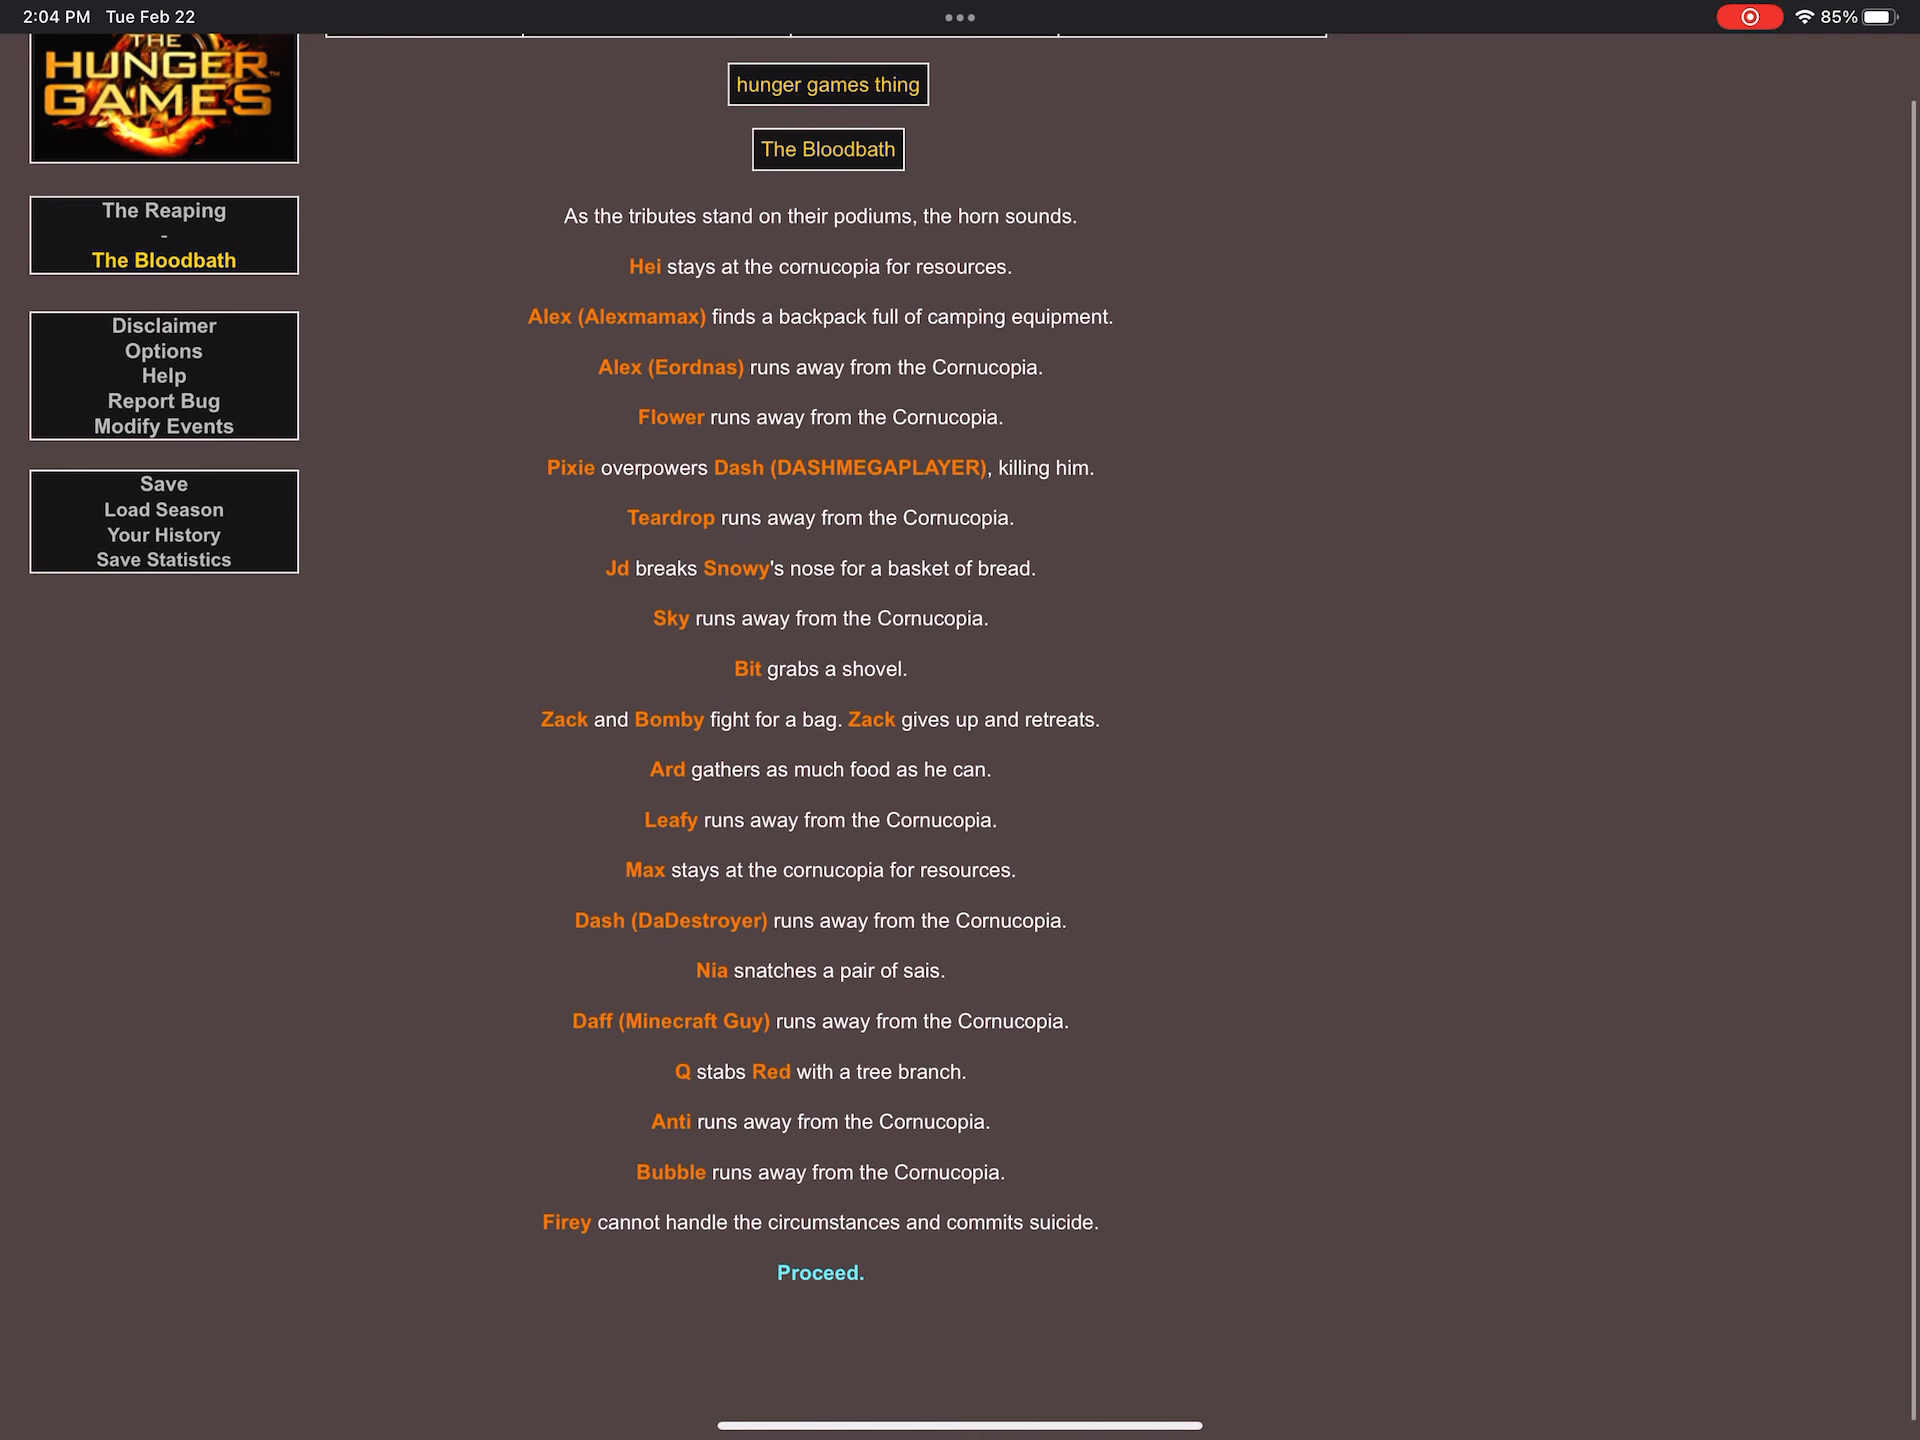 2:04 PM Tue Feb 22
85%
THE
HUNGER
GAMES
The Reaping
-
The Bloodbath
Disclaimer
Options
Help
Report Bug
Modify Events
Save
Load Season
Your History
Save Statistics
hunger games thing
The Bloodbath
As the tributes stand on their podiums, the horn sounds.
Hei stays at the cornucopia for resources.
Alex (Alexmamax) finds a backpack full of camping equipment.
Alex (Eordnas) runs away from the Cornucopia.
Flower runs away from the Cornucopia.
Pixie overpowers Dash (DASHMEGAPLAYER), killing him.
Teardrop runs away from the Cornucopia.
Jd breaks Snowy's nose for a basket of bread.
Sky runs away from the Cornucopia.
Bit grabs a shovel.
Zack and Bomby fight for a bag. Zack gives up and retreats.
Ard gathers as much food as he can.
Leafy runs away from the Cornucopia.
Max stays at the cornucopia for resources.
Dash (DaDestroyer) runs away from the Cornucopia.
Nia snatches a pair of sais.
Daff (Minecraft Guy) runs away from the Cornucopia.
Q stabs Red with a tree branch.
Anti runs away from the Cornucopia.
Bubble runs away from the Cornucopia.
Firey cannot handle the circumstances and commits suicide.
Proceed.